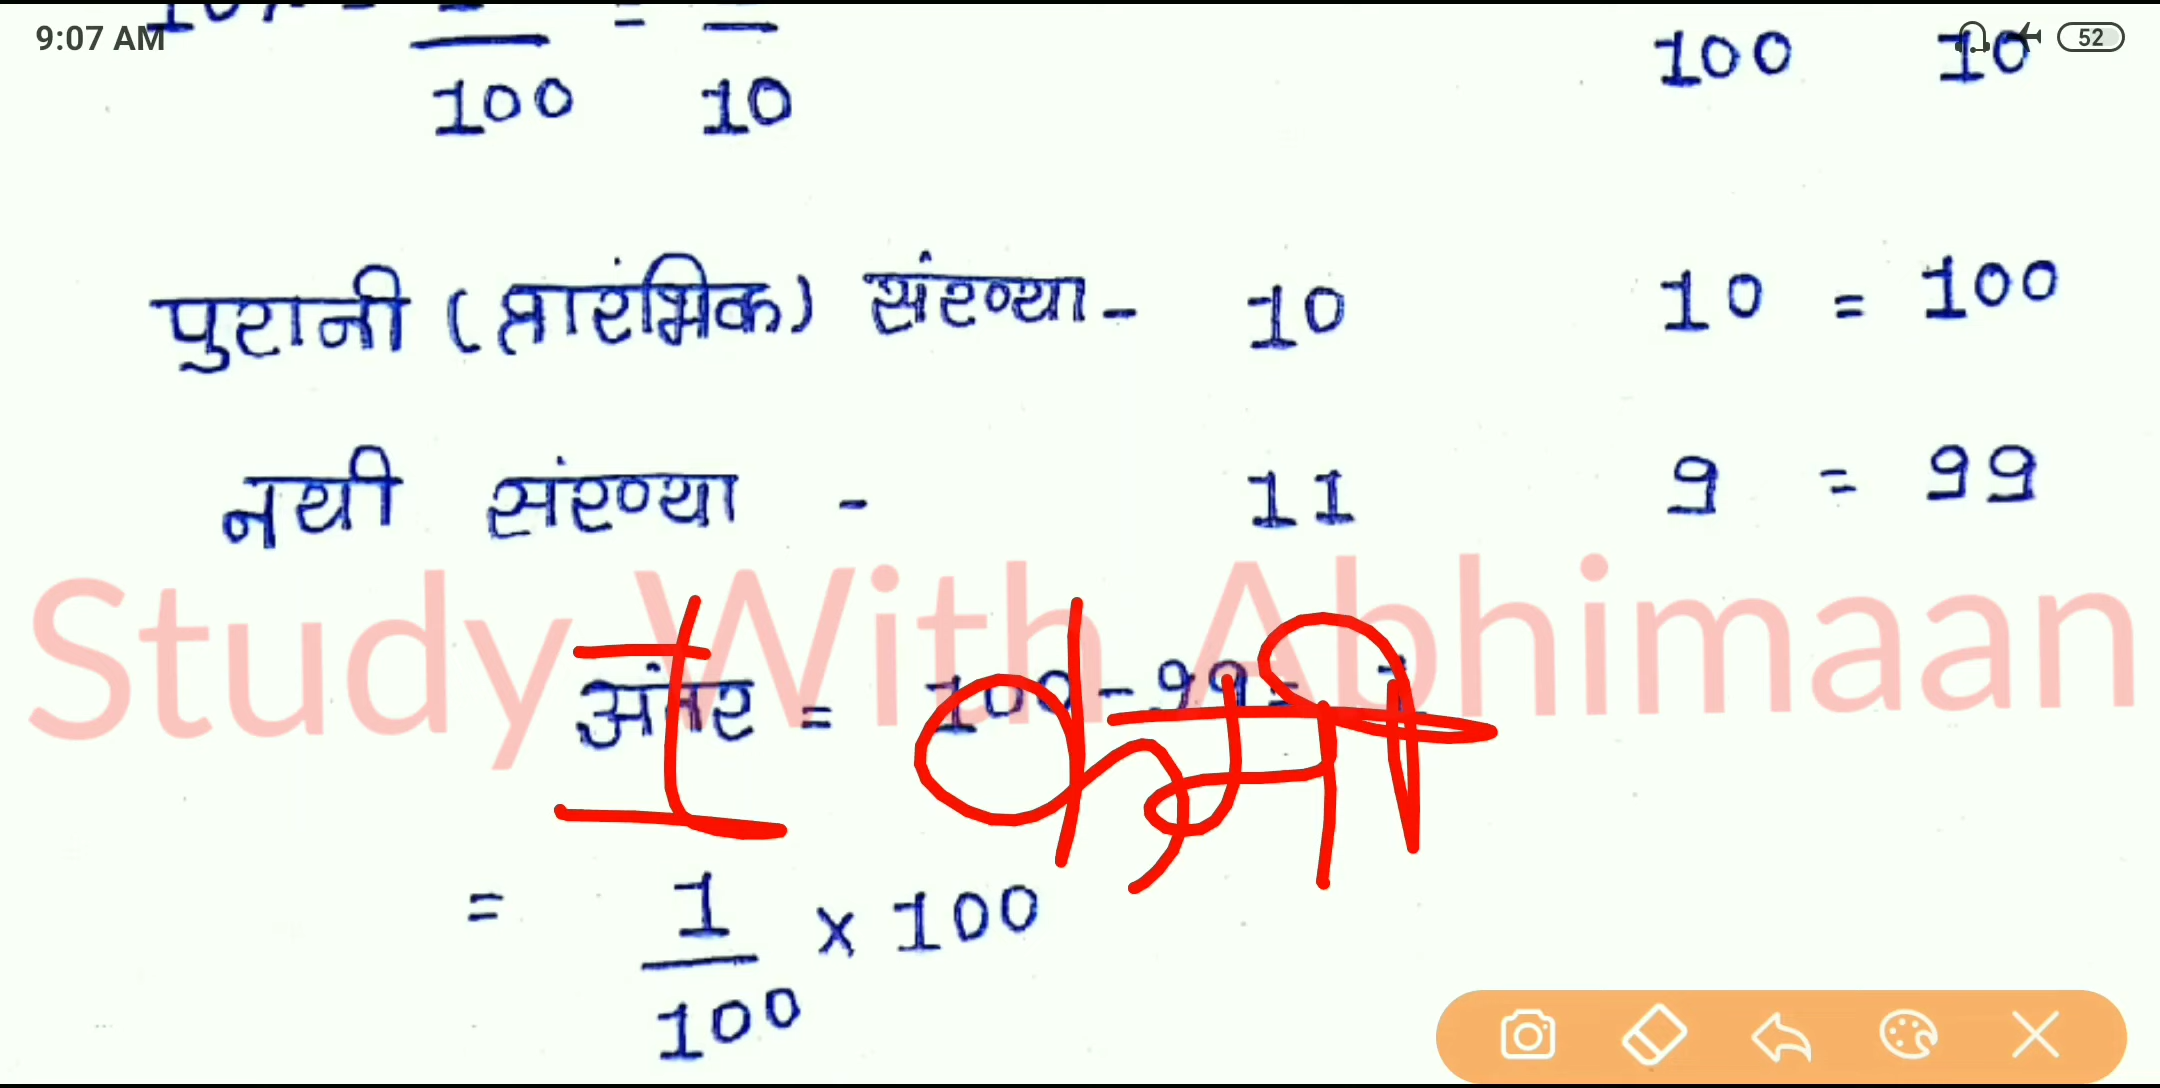 9:07 AM 52
100 10 100 10
पुरानी (प्रारंभिक) संख्या - 10 10 = 100
नयी संख्या - 11 9 = 99
Study With Abhimaan
अंतर = 100 - 99 = 1
1 कमी
= 1/100 x 100